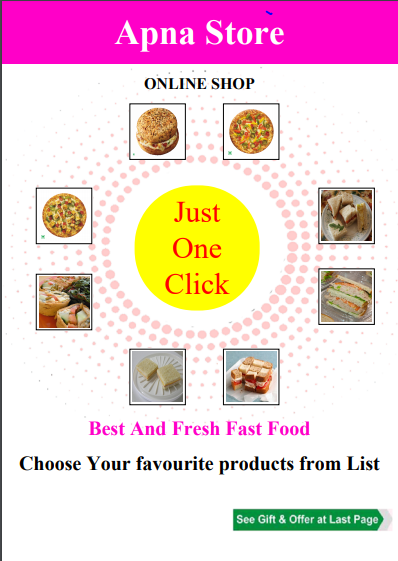 Apna Store
ONLINE SHOP
Just
One
Click
Best And Fresh Fast Food
Choose Your favourite products from List
See Gift & Offer at Last Page